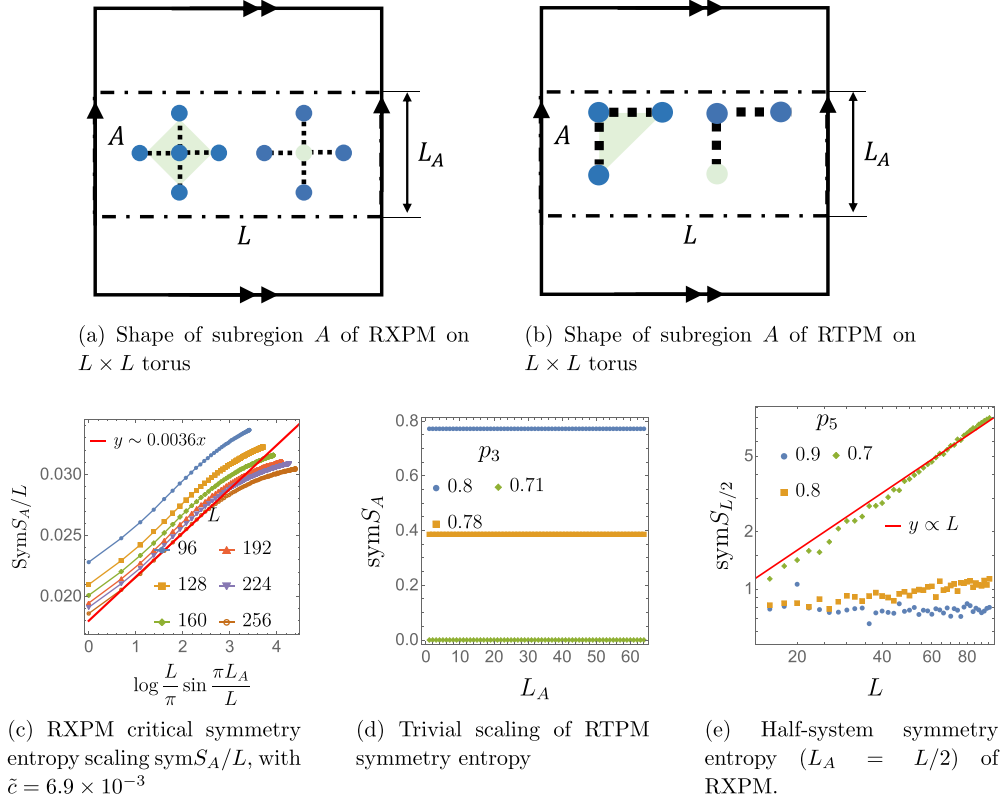 A
L_A
L
(a) Shape of subregion A of RXPM on
L × L torus
A
L_A
L
(b) Shape of subregion A of RTPM on
L × L torus
SymS_A/L
0.030
0.025
0.020
y ∼ 0.0036x
L
96 192
128 224
160 256
0 1 2 3 4
log L/π sin πL_A/L
(c) RXPM critical symmetry
entropy scaling symS_A/L, with
c̃ = 6.9 × 10⁻³
symS_A
0.8
0.6
0.4
0.2
0.0
p_3
0.8 0.71
0.78
0 10 20 30 40 50 60
L_A
(d) Trivial scaling of RTPM
symmetry entropy
symS_{L/2}
5
2
1
p_5
0.9 0.7
0.8
y ∝ L
20 40 60 80
L
(e) Half-system symmetry
entropy (L_A = L/2) of
RXPM.